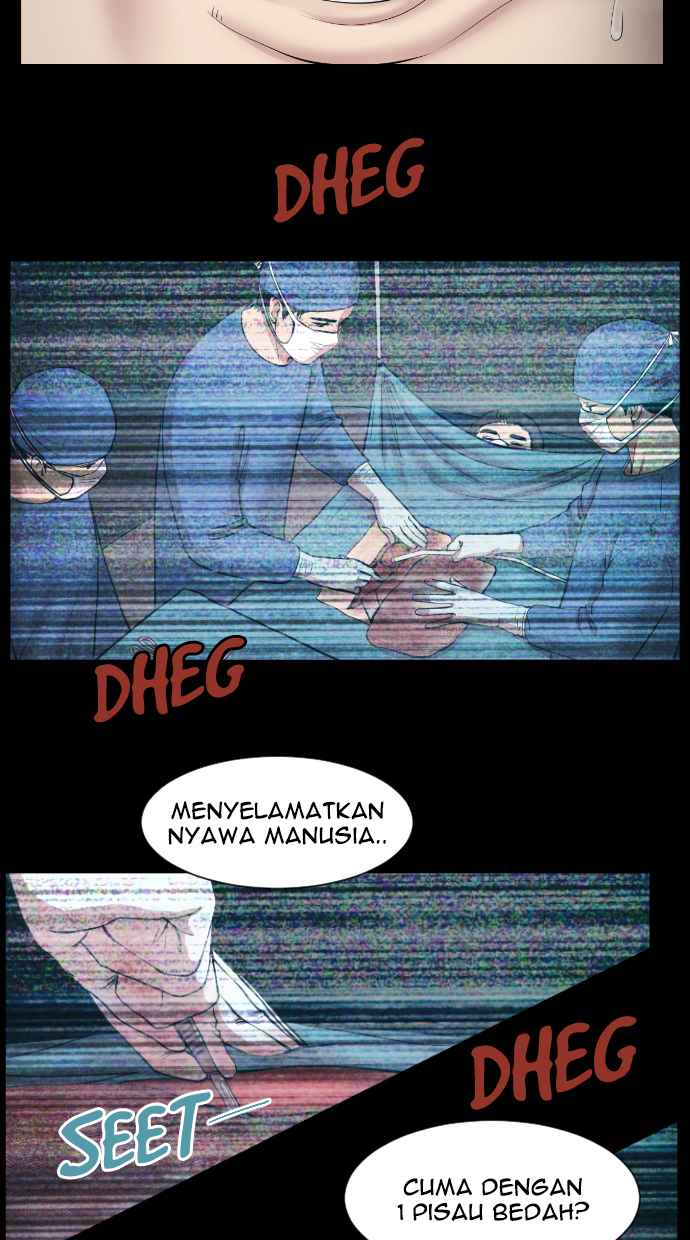 DHEG
DHEG
MENYELAMATKAN
NYAWA MANUSIA..
DHEG
SEET
CUMA DENGAN
1 PISAU BEDAH?